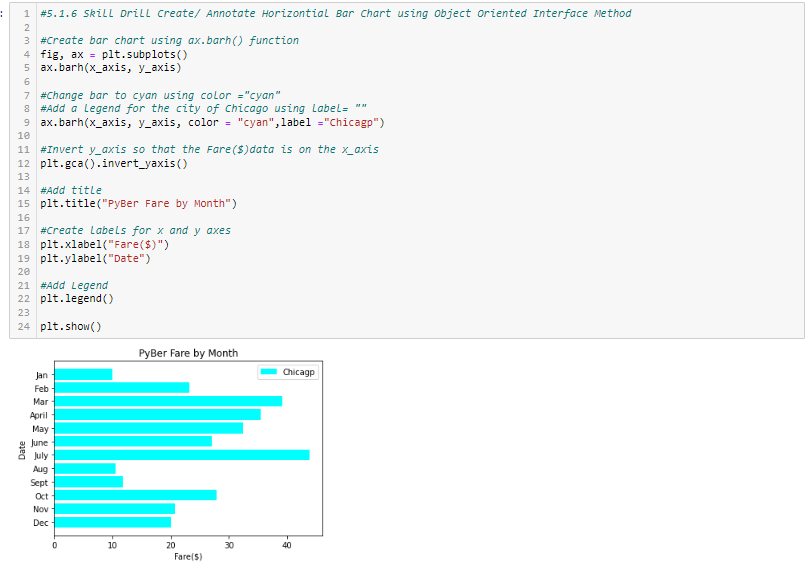 :
1 #5.1.6 Skill Drill Create/ Annotate Horizontial Bar Chart using Object Oriented Interface Method
2
3 #Create bar chart using ax.barh() function
4 fig, ax = plt.subplots()
5 ax.barh(x_axis, y_axis)
6
7 #Change bar to cyan using color ="cyan"
8 #Add a legend for the city of Chicago using label= ""
9 ax.barh(x_axis, y_axis, color = "cyan",label ="Chicagp")
10
11 #Invert y_axis so that the Fare($)data is on the x_axis
12 plt.gca().invert_yaxis()
13
14 #Add title
15 plt.title("PyBer Fare by Month")
16
17 #Create labels for x and y axes
18 plt.xlabel("Fare($)")
19 plt.ylabel("Date")
20
21 #Add Legend
22 plt.legend()
23
24 plt.show()
PyBer Fare by Month
Chicagp
Jan
Feb
Mar
April
May
June
July
Aug
Sept
Oct
Nov
Dec
Date
0 10 20 30 40
Fare($)